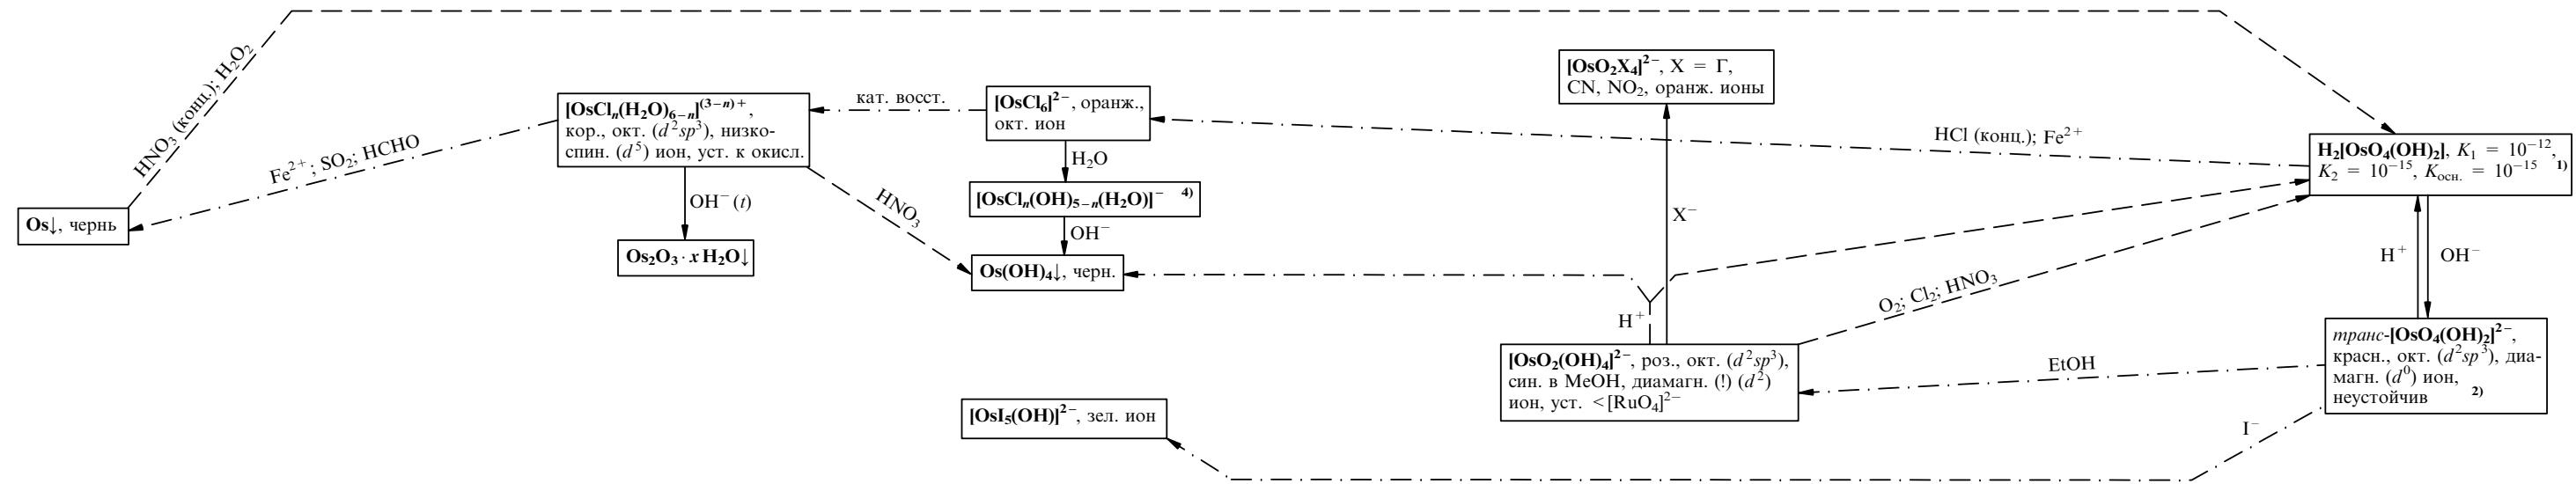 HNO₃ (конц.); H₂O₂
Os↓, чернь
Fe²⁺; SO₂; HCHO
[OsClₙ(H₂O)₆₋ₙ]⁽³⁻ⁿ⁾⁺,
кор., окт. (d²sp³), низко-
спин. (d⁵) ион, уст. к окисл.
OH⁻ (t)
Os₂O₃ · x H₂O↓
HNO₃
кат. восст.
[OsCl₆]²⁻, оранж.,
окт. ион
H₂O
[OsClₙ(OH)₅₋ₙ(H₂O)]⁻ ⁴⁾
OH⁻
Os(OH)₄↓, черн.
[OsI₅(OH)]²⁻, зел. ион
[OsO₂X₄]²⁻, X = Г,
CN, NO₂, оранж. ионы
X⁻
H⁺
[OsO₂(OH)₄]²⁻, роз., окт. (d²sp³),
син. в MeOH, диамагн. (!) (d²)
ион, уст. <[RuO₄]²⁻
HCl (конц.); Fe²⁺
O₂; Cl₂; HNO₃
EtOH
I⁻
H₂[OsO₄(OH)₂], K₁ = 10⁻¹²,
K₂ = 10⁻¹⁵, Kосн. = 10⁻¹⁵ ¹⁾
H⁺ OH⁻
транс-[OsO₄(OH)₂]²⁻,
красн., окт. (d²sp³), диа-
магн. (d⁰) ион,
неустойчив ²⁾